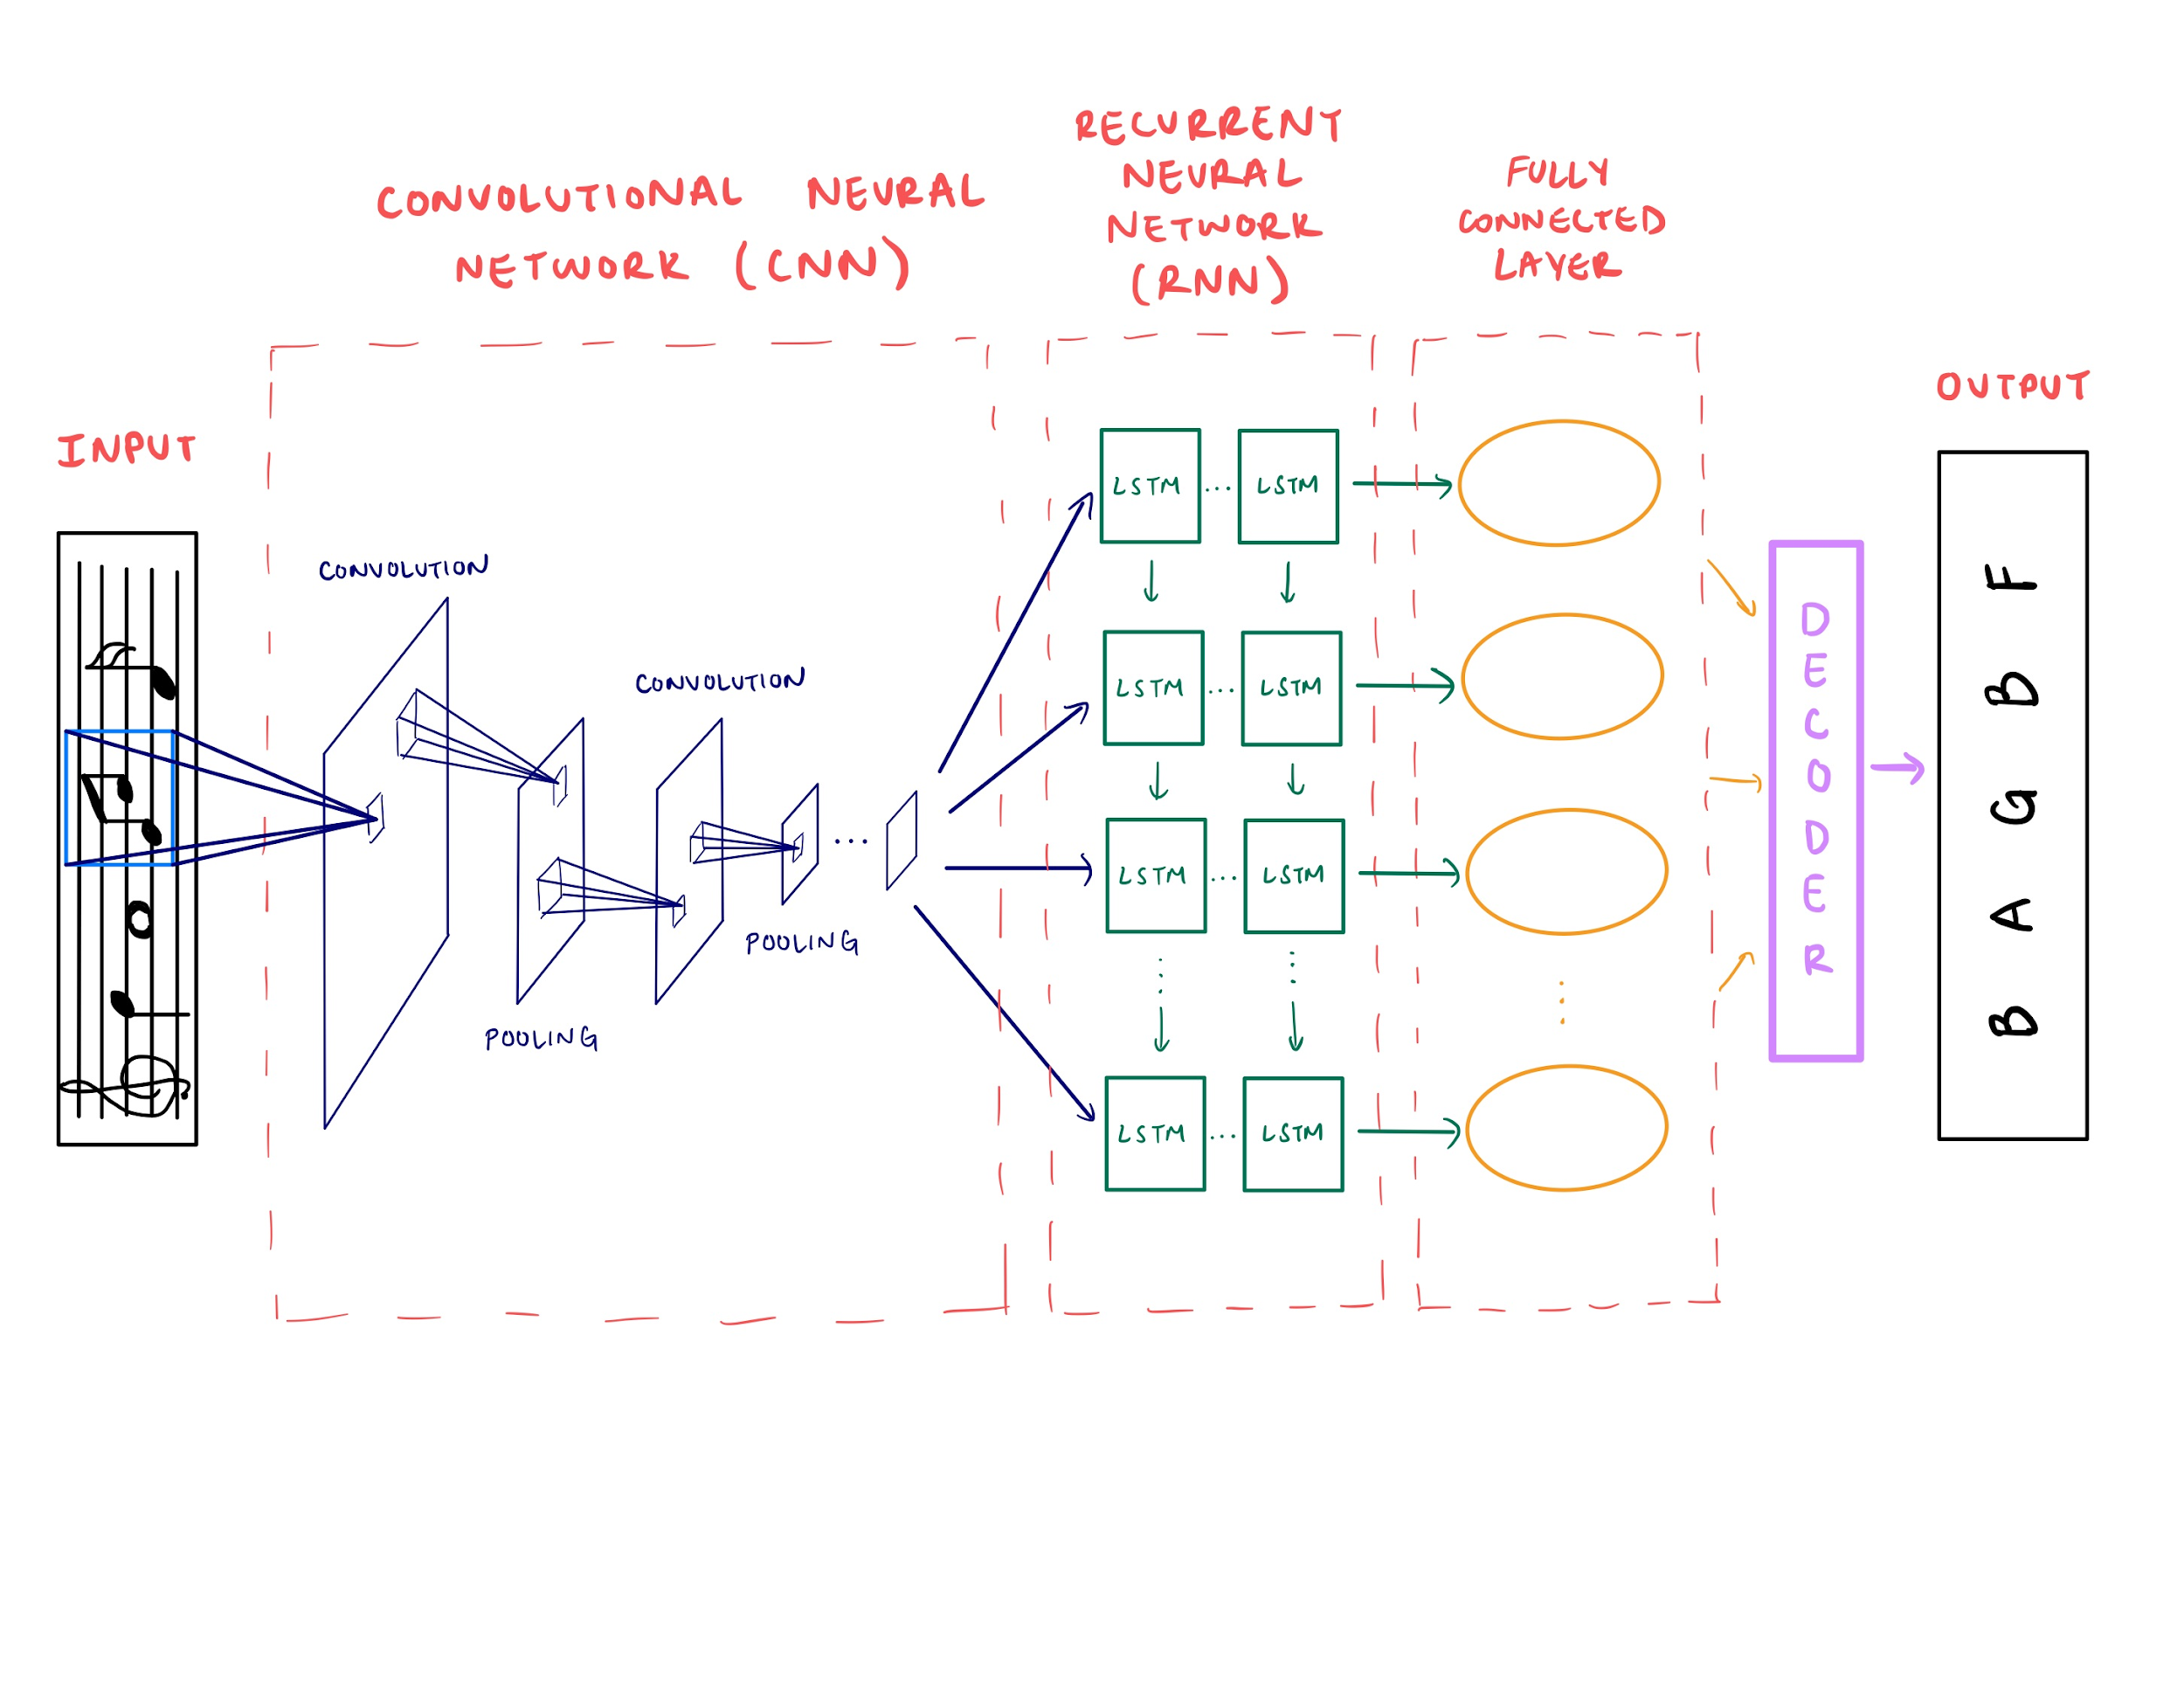 INPUT
CONVOLUTIONAL NEURAL
NETWORK (CNN)
CONVOLUTION
POOLING
CONVOLUTION
POOLING
...
RECURRENT
NEURAL
NETWORK
(RNN)
LSTM ... LSTM
LSTM ... LSTM
LSTM ... LSTM
LSTM ... LSTM
FULLY
CONNECTED
LAYER
DECODER
OUTPUT
B A G B F